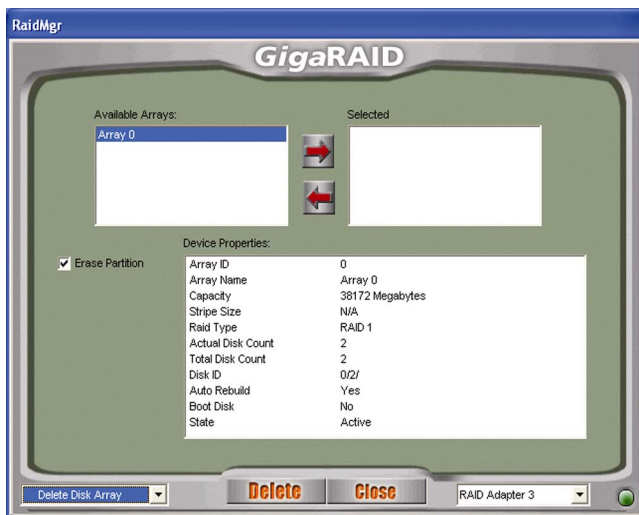 RaidMgr
GigaRAID
Available Arrays:
Selected
Array 0
Device Properties:
Erase Partition
Array ID 0
Array Name Array 0
Capacity 38172 Megabytes
Stripe Size N/A
Raid Type RAID 1
Actual Disk Count 2
Total Disk Count 2
Disk ID 0/2/
Auto Rebuild Yes
Boot Disk No
State Active
Delete Disk Array
Delete
Close
RAID Adapter 3